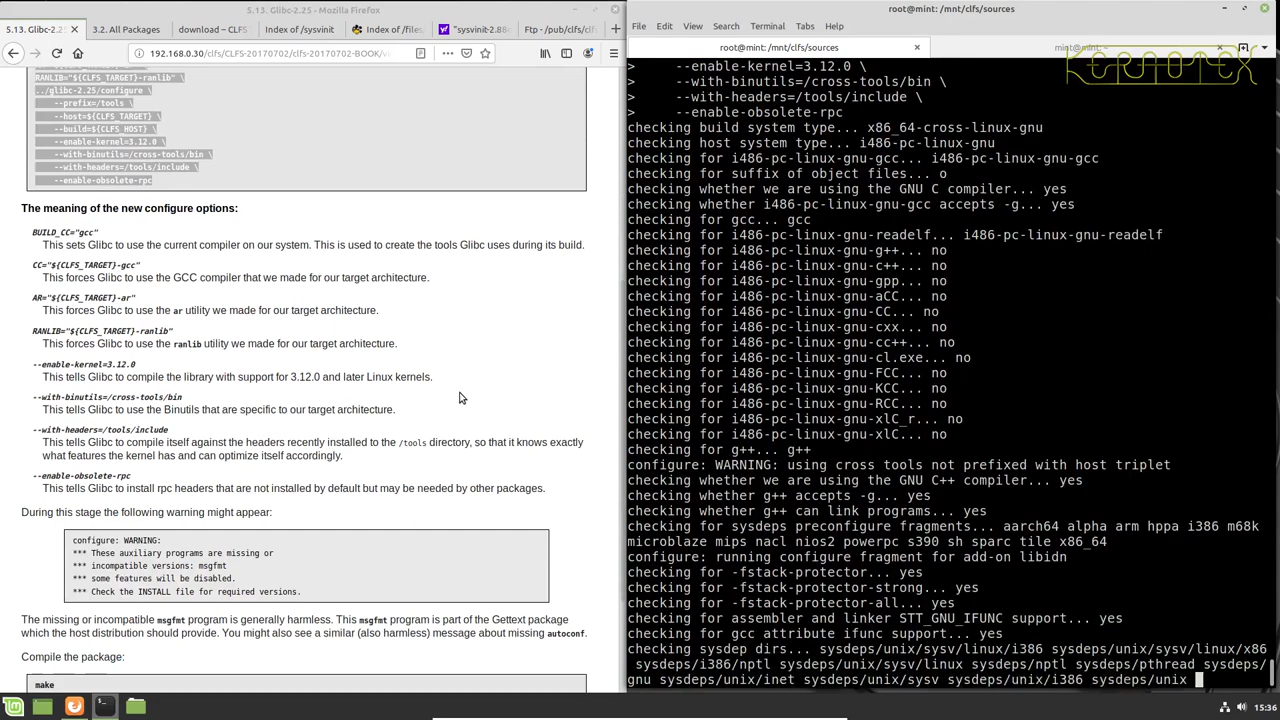 5.13. Glibc-2.25 - Mozilla Firefox
5.13. Glibc-2.25
3.2. All Packages
download – CLFS
Index of /sysvinit
Index of /files
"sysvinit-2.88
Ftp - /pub/clfs/c
192.168.0.30/clfs/CLFS-20170702/clfs-20170702-BOOK/
RANLIB="${CLFS_TARGET}-ranlib" \
../glibc-2.25/configure \
--prefix=/tools \
--host=${CLFS_TARGET} \
--build=${CLFS_HOST} \
--enable-kernel=3.12.0 \
--with-binutils=/cross-tools/bin \
--with-headers=/tools/include \
--enable-obsolete-rpc
The meaning of the new configure options:
BUILD_CC="gcc"
This sets Glibc to use the current compiler on our system. This is used to create the tools Glibc uses during its build.
CC="${CLFS_TARGET}-gcc"
This forces Glibc to use the GCC compiler that we made for our target architecture.
AR="${CLFS_TARGET}-ar"
This forces Glibc to use the ar utility we made for our target architecture.
RANLIB="${CLFS_TARGET}-ranlib"
This forces Glibc to use the ranlib utility we made for our target architecture.
--enable-kernel=3.12.0
This tells Glibc to compile the library with support for 3.12.0 and later Linux kernels.
--with-binutils=/cross-tools/bin
This tells Glibc to use the Binutils that are specific to our target architecture.
--with-headers=/tools/include
This tells Glibc to compile itself against the headers recently installed to the /tools directory, so that it knows exactly
what features the kernel has and can optimize itself accordingly.
--enable-obsolete-rpc
This tells Glibc to install rpc headers that are not installed by default but may be needed by other packages.
During this stage the following warning might appear:
configure: WARNING:
*** These auxiliary programs are missing or
*** incompatible versions: msgfmt
*** some features will be disabled.
*** Check the INSTALL file for required versions.
The missing or incompatible msgfmt program is generally harmless. This msgfmt program is part of the Gettext package
which the host distribution should provide. You might also see a similar (also harmless) message about missing autoconf.
Compile the package:
make
root@mint: /mnt/clfs/sources
File Edit View Search Terminal Tabs Help
root@mint: /mnt/clfs/sources
root@mint: ~
KERNOTEX
> --enable-kernel=3.12.0 \
> --with-binutils=/cross-tools/bin \
> --with-headers=/tools/include \
> --enable-obsolete-rpc
checking build system type... x86_64-cross-linux-gnu
checking host system type... i486-pc-linux-gnu
checking for i486-pc-linux-gnu-gcc... i486-pc-linux-gnu-gcc
checking for suffix of object files... o
checking whether we are using the GNU C compiler... yes
checking whether i486-pc-linux-gnu-gcc accepts -g... yes
checking for gcc... gcc
checking for i486-pc-linux-gnu-readelf... i486-pc-linux-gnu-readelf
checking for i486-pc-linux-gnu-g++... no
checking for i486-pc-linux-gnu-c++... no
checking for i486-pc-linux-gnu-gpp... no
checking for i486-pc-linux-gnu-aCC... no
checking for i486-pc-linux-gnu-CC... no
checking for i486-pc-linux-gnu-cxx... no
checking for i486-pc-linux-gnu-cc++... no
checking for i486-pc-linux-gnu-cl.exe... no
checking for i486-pc-linux-gnu-FCC... no
checking for i486-pc-linux-gnu-KCC... no
checking for i486-pc-linux-gnu-RCC... no
checking for i486-pc-linux-gnu-xlC_r... no
checking for i486-pc-linux-gnu-xlC... no
checking for g++... g++
configure: WARNING: using cross tools not prefixed with host triplet
checking whether we are using the GNU C++ compiler... yes
checking whether g++ accepts -g... yes
checking whether g++ can link programs... yes
checking for sysdeps preconfigure fragments... aarch64 alpha arm hppa i386 m68k
microblaze mips nacl nios2 powerpc s390 sh sparc tile x86_64
configure: running configure fragment for add-on libidn
checking for -fstack-protector... yes
checking for -fstack-protector-strong... yes
checking for -fstack-protector-all... yes
checking for assembler and linker STT_GNU_IFUNC support... yes
checking for gcc attribute ifunc support... yes
checking sysdep dirs... sysdeps/unix/sysv/linux/i386 sysdeps/unix/sysv/linux/x86
sysdeps/i386/nptl sysdeps/unix/sysv/linux sysdeps/nptl sysdeps/pthread sysdeps/
gnu sysdeps/unix/inet sysdeps/unix/sysv sysdeps/unix/i386 sysdeps/unix
15:36